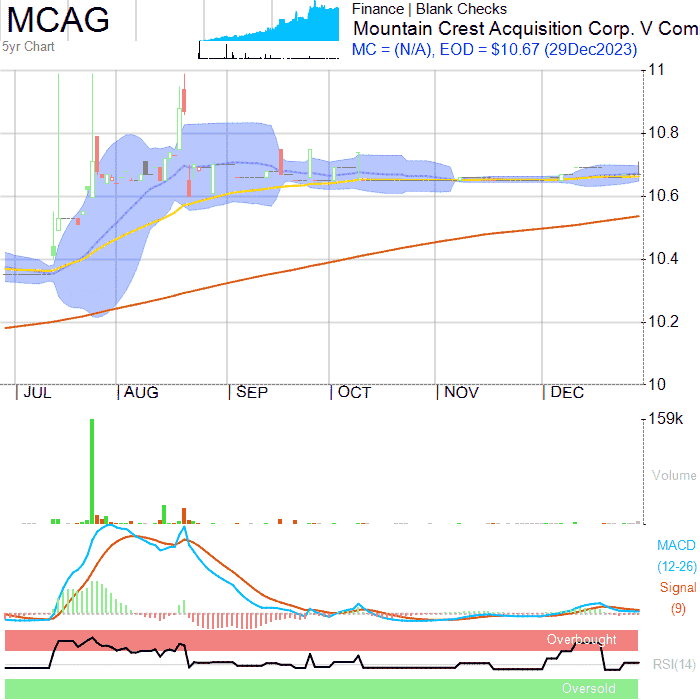 MCAG
5yr Chart
Finance | Blank Checks
Mountain Crest Acquisition Corp. V Com
MC = (N/A), EOD = $10.67 (29Dec2023)
11
10.8
10.6
10.4
10.2
10
JUL AUG SEP OCT NOV DEC
159k
Volume
MACD
(12-26)
Signal
(9)
Overbought
RSI(14)
Oversold